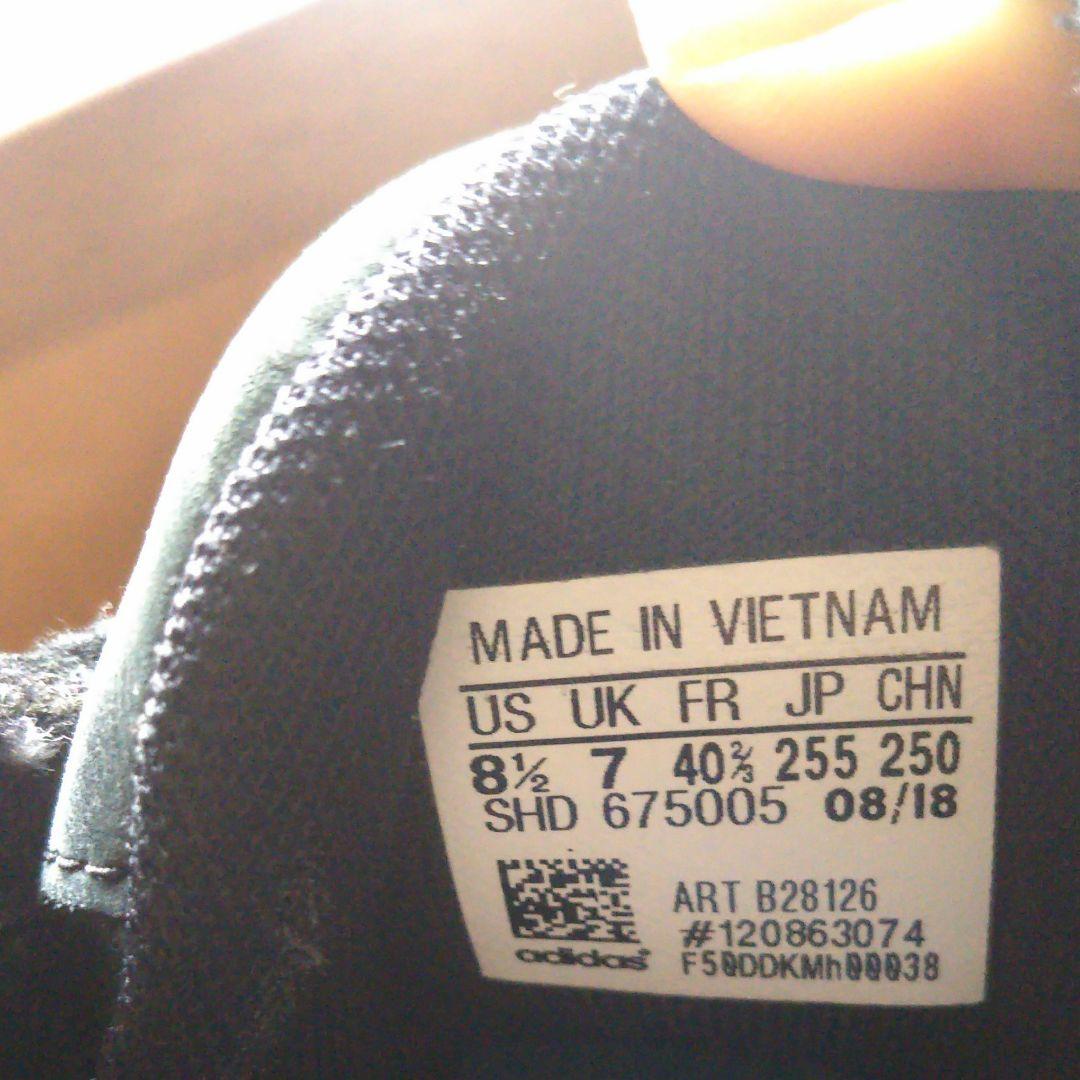 MADE IN VIETNAM
US UK FR JP CHN
8½ 7 40⅔ 255 250
SHD 675005 08/18
ART B28126
#120863074
adidas F50DDKMh00038